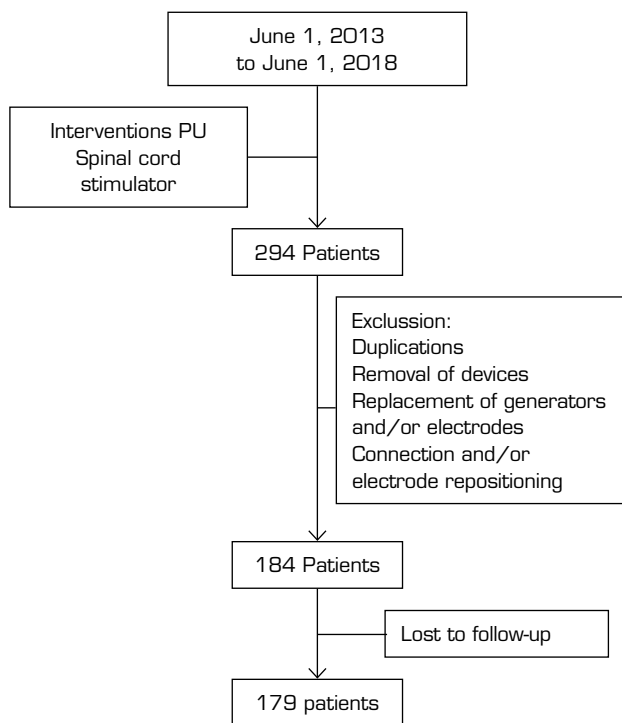 June 1, 2013
to June 1, 2018
Interventions PU
Spinal cord
stimulator
294 Patients
Exclussion:
Duplications
Removal of devices
Replacement of generators
and/or electrodes
Connection and/or
electrode repositioning
184 Patients
Lost to follow-up
179 patients